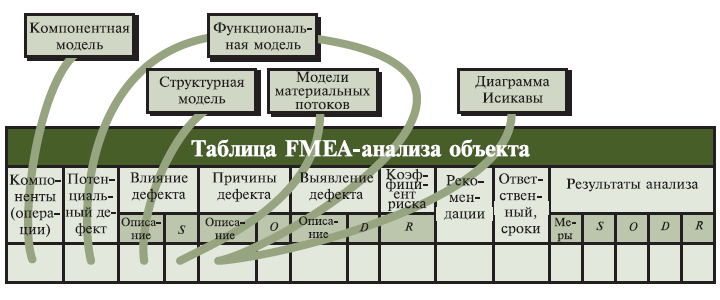 Компонентная
модель
Функциональ-
ная модель
Структурная
модель
Модели
материальных
потоков
Диаграмма
Исикавы
Таблица FMEA-анализа объекта
Компо-
ненты
(опера-
ции)
Потен-
циаль-
ный де-
фект
Влияние
дефекта
Причины
дефекта
Выявление
дефекта
Коэф-
фици-
ент
риска
Реко-
мен-
дации
Ответ-
ствен-
ный,
сроки
Результаты анализа
Описа-
ние
S
Описа-
ние
O
Описа-
ние
D
R
Ме-
ры
S
O
D
R